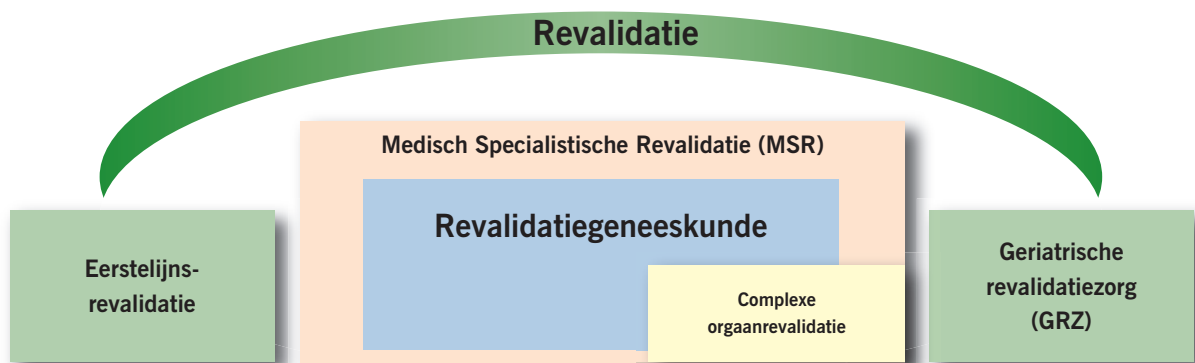 Revalidatie
Medisch Specialistische Revalidatie (MSR)
Revalidatiegeneeskunde
Eerstelijns-
revalidatie
Complexe
orgaanrevalidatie
Geriatrische
revalidatiezorg
(GRZ)